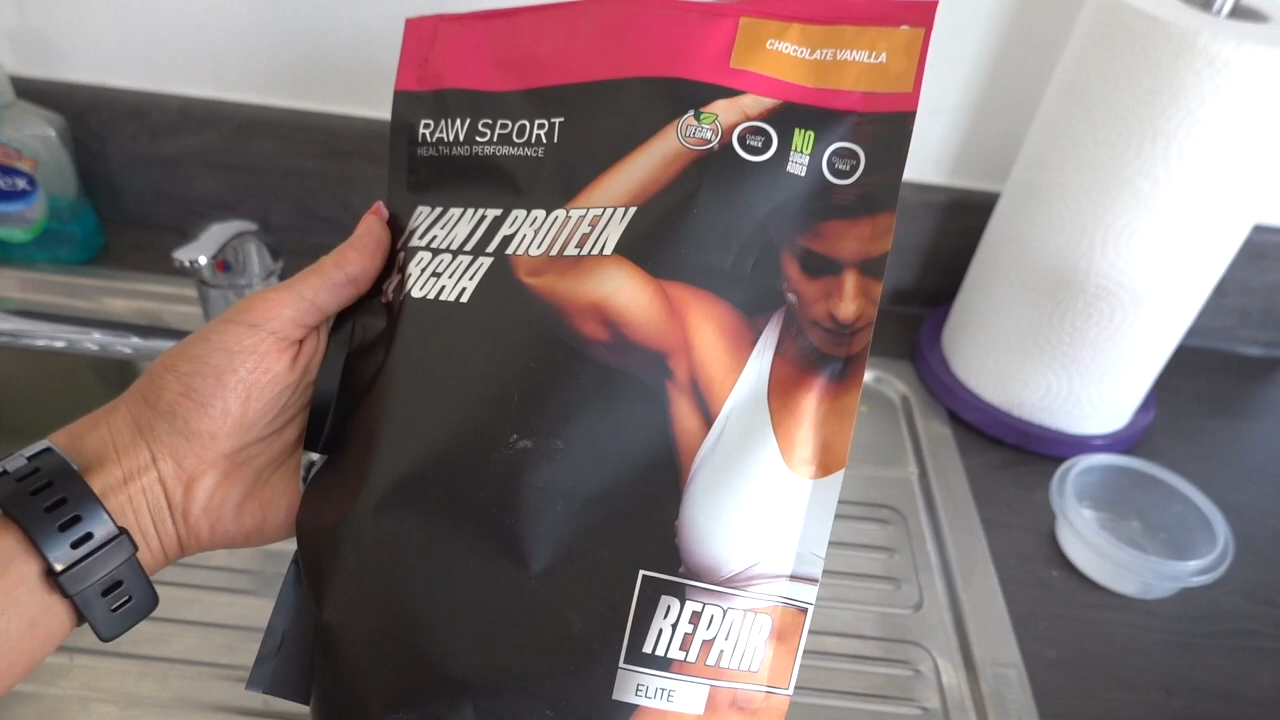 CHOCOLATE VANILLA
RAW SPORT
HEALTH AND PERFORMANCE
VEGAN
DAIRY
FREE
NO
SUGAR
ADDED
GLUTEN
FREE
PLANT PROTEIN
& BCAA
REPAIR
ELITE
ex